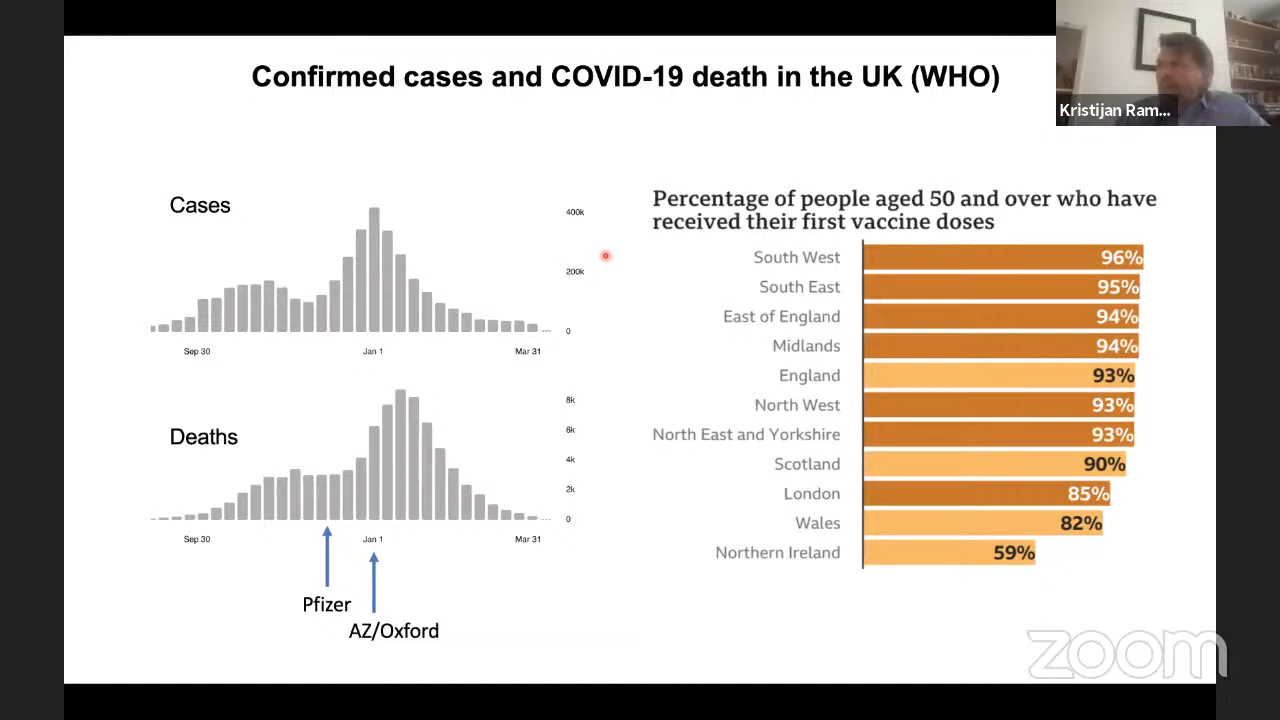 Confirmed cases and COVID-19 death in the UK (WHO)
Kristijan Ram...
Cases
400k
200k
0
Sep 30
Jan 1
Mar 31
Deaths
8k
6k
4k
2k
0
Sep 30
Jan 1
Mar 31
Pfizer
AZ/Oxford
Percentage of people aged 50 and over who have
received their first vaccine doses
South West 96%
South East 95%
East of England 94%
Midlands 94%
England 93%
North West 93%
North East and Yorkshire 93%
Scotland 90%
London 85%
Wales 82%
Northern Ireland 59%
zoom